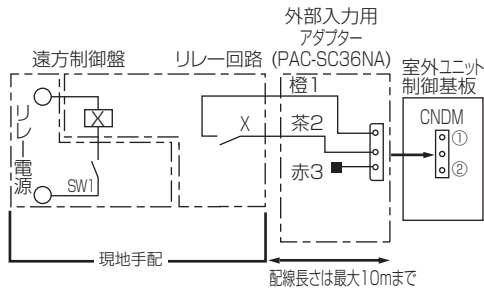 外部入力用
アダプター
(PAC-SC36NA)
遠方制御盤
リレー回路
室外ユニット
制御基板
橙1
CNDM
X
X
茶2
①
リレー電源
赤3
②
SW1
現地手配
配線長さは最大10mまで